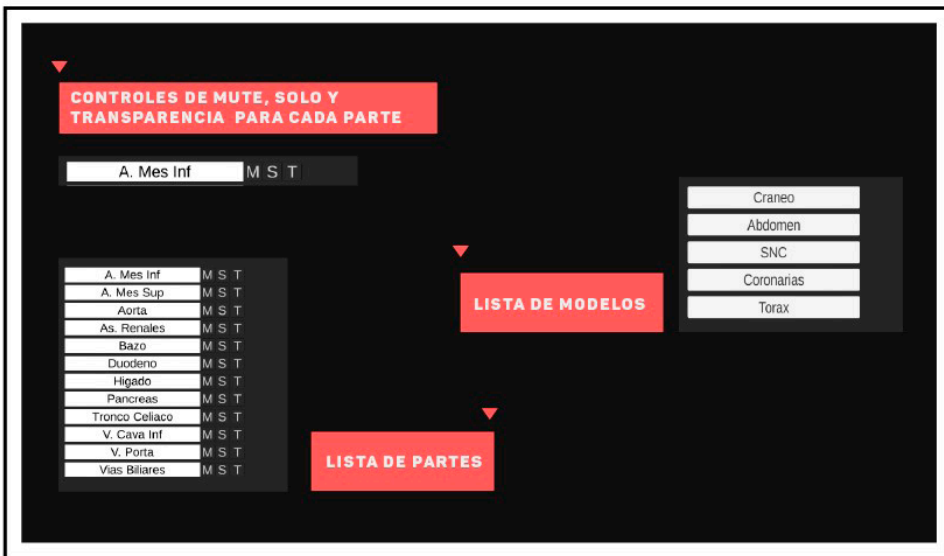 CONTROLES DE MUTE, SOLO Y
TRANSPARENCIA PARA CADA PARTE
A. Mes Inf M S T
A. Mes Inf M S T
A. Mes Sup M S T
Aorta M S T
As. Renales M S T
Bazo M S T
Duodeno M S T
Higado M S T
Pancreas M S T
Tronco Celiaco M S T
V. Cava Inf M S T
V. Porta M S T
Vias Biliares M S T
LISTA DE MODELOS
Craneo
Abdomen
SNC
Coronarias
Torax
LISTA DE PARTES